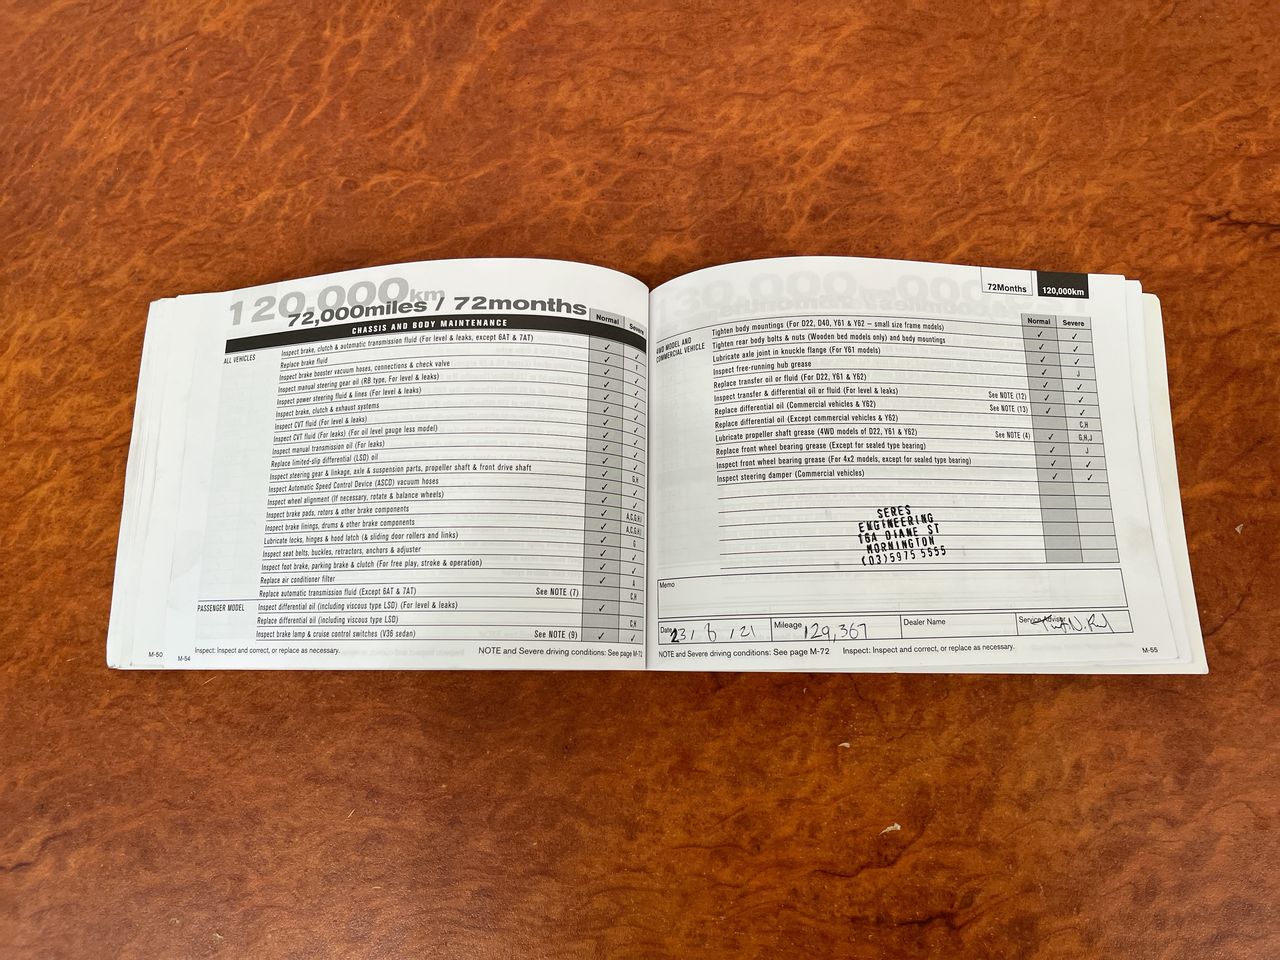 120,000km
72,000miles / 72months
Normal
Severe
CHASSIS AND BODY MAINTENANCE
ALL VEHICLES
Inspect brake, clutch & automatic transmission fluid (For level & leaks, except 6AT & 7AT)
Replace brake fluid
Inspect brake booster vacuum hoses, connections & check valve
Inspect manual steering gear oil (RB type, For level & leaks)
Inspect power steering fluid & lines (For level & leaks)
Inspect brake, clutch & exhaust systems
Inspect CVT fluid (For level & leaks)
Inspect CVT fluid (For leaks) (For oil level gauge less model)
Inspect manual transmission oil (For leaks)
Replace limited-slip differential (LSD) oil
Inspect steering gear & linkage, axle & suspension parts, propeller shaft & front drive shaft
Inspect Automatic Speed Control Device (ASCD) vacuum hoses
Inspect wheel alignment (If necessary, rotate & balance wheels)
Inspect brake pads, rotors & other brake components
Inspect brake linings, drums & other brake components
Lubricate locks, hinges & hood latch (& sliding door rollers and links)
Inspect seat belts, buckles, retractors, anchors & adjuster
Inspect foot brake, parking brake & clutch (For free play, stroke & operation)
Replace air conditioner filter
Replace automatic transmission fluid (Except 6AT & 7AT) See NOTE (7)
PASSENGER MODEL
Inspect differential oil (including viscous type LSD) (For level & leaks)
Replace differential oil (including viscous type LSD)
Inspect brake lamp & cruise control switches (V36 sedan) See NOTE (9)
M-50
M-54
Inspect: Inspect and correct, or replace as necessary.
NOTE and Severe driving conditions: See page M-72
72Months
120,000km
Normal
Severe
4WD MODEL AND
COMMERCIAL VEHICLE
Tighten body mountings (For D22, D40, Y61 & Y62 – small size frame models)
Tighten rear body bolts & nuts (Wooden bed models only) and body mountings
Lubricate axle joint in knuckle flange (For Y61 models)
Inspect free-running hub grease
Replace transfer oil or fluid (For D22, Y61 & Y62)
Inspect transfer & differential oil or fluid (For level & leaks) See NOTE (12)
Replace differential oil (Commercial vehicles & Y62) See NOTE (13)
Replace differential oil (Except commercial vehicles & Y62)
Lubricate propeller shaft grease (4WD models of D22, Y61 & Y62) See NOTE (4)
Replace front wheel bearing grease (Except for sealed type bearing)
Inspect front wheel bearing grease (For 4x2 models, except for sealed type bearing)
Inspect steering damper (Commercial vehicles)
SERES
ENGINEERING
16A DIANE ST
MORNINGTON
(03)5975 5555
Memo
Date 23/6/21
Mileage 129,367
Dealer Name
Service Advisor
NOTE and Severe driving conditions: See page M-72
Inspect: Inspect and correct, or replace as necessary.
M-55